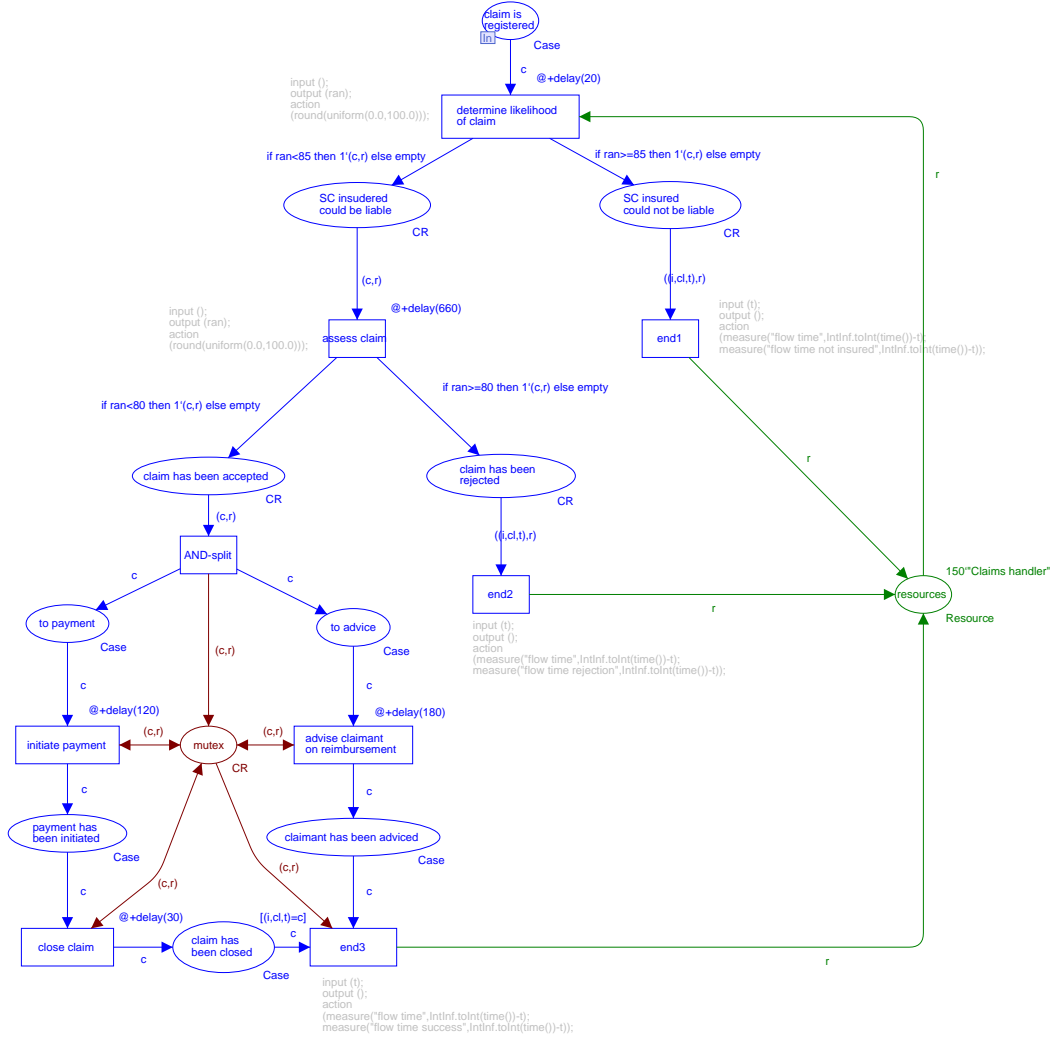 claim is
registered
In
Case
c
@+delay(20)
input ();
output (ran);
action
(round(uniform(0.0,100.0)));
determine likelihood
of claim
r
if ran<85 then 1'(c,r) else empty
if ran>=85 then 1'(c,r) else empty
SC insudered
could be liable
CR
SC insured
could not be liable
CR
(c,r)
((i,cl,t),r)
@+delay(660)
input ();
output (ran);
action
(round(uniform(0.0,100.0)));
assess claim
end1
input (t);
output ();
action
(measure("flow time",IntInf.toInt(time())-t);
measure("flow time not insured",IntInf.toInt(time())-t));
if ran<80 then 1'(c,r) else empty
if ran>=80 then 1'(c,r) else empty
r
claim has been accepted
CR
claim has been
rejected
CR
(c,r)
((i,cl,t),r)
AND-split
c
c
end2
r
150'"Claims handler"
resources
Resource
input (t);
output ();
action
(measure("flow time",IntInf.toInt(time())-t);
measure("flow time rejection",IntInf.toInt(time())-t));
to payment
Case
to advice
Case
(c,r)
c
c
@+delay(120)
@+delay(180)
initiate payment
(c,r)
mutex
CR
(c,r)
advise claimant
on reimbursement
c
c
payment has
been initiated
Case
claimant has been adviced
Case
(c,r)
(c,r)
c
c
@+delay(30)
[(i,cl,t)=c]
close claim
c
claim has
been closed
Case
c
end3
r
input (t);
output ();
action
(measure("flow time",IntInf.toInt(time())-t);
measure("flow time success",IntInf.toInt(time())-t));